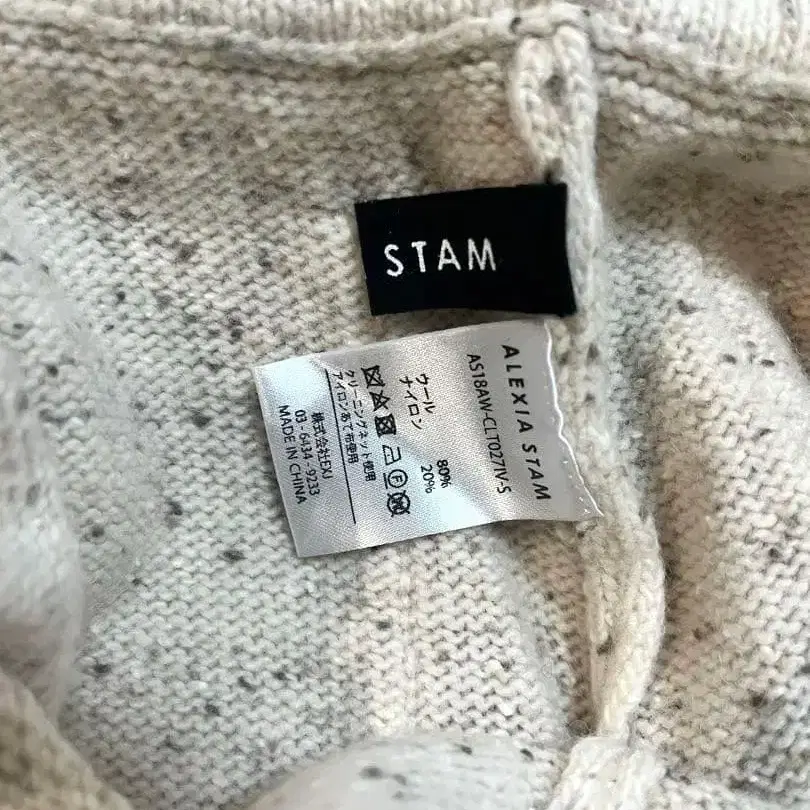 STAM
ALEXIA STAM
AS18AW-CLT027IV-S
ウール 80%
ナイロン 20%
クリーニングネット使用
アイロンあて布使用
株式会社EXJ
03-6434-9233
MADE IN CHINA